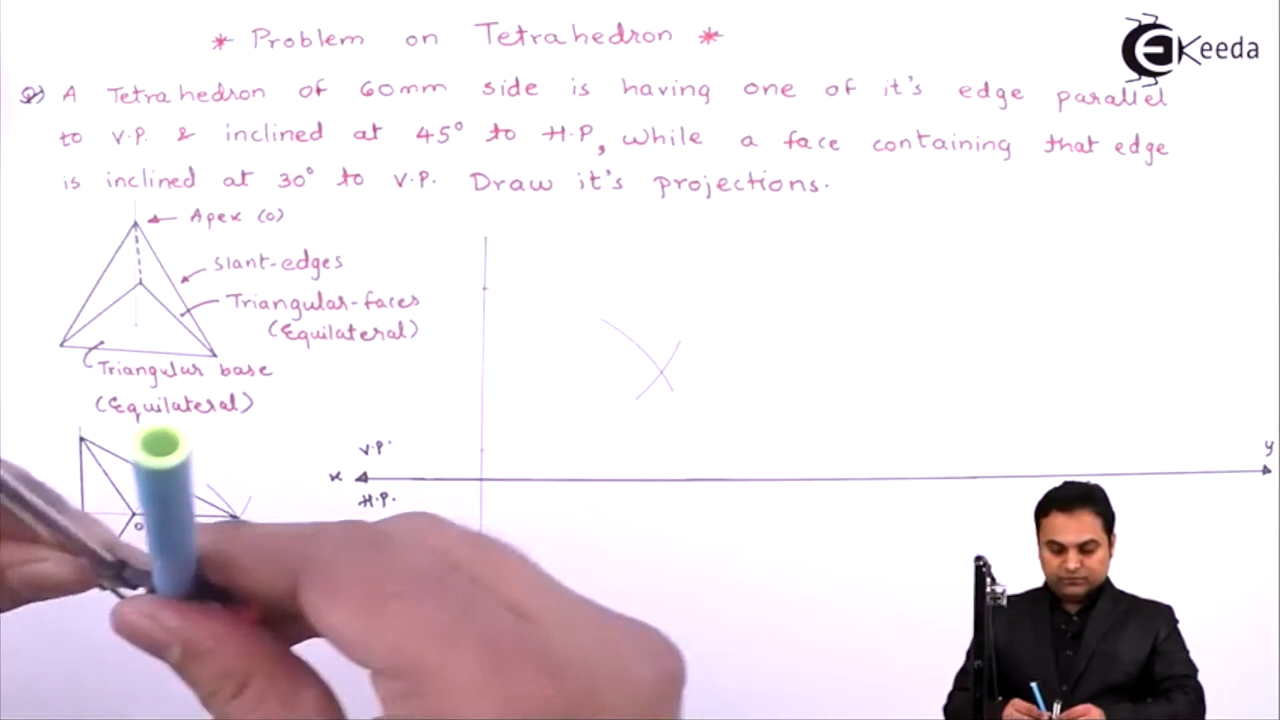 * Problem on Tetrahedron *
EKeeda
Q) A Tetrahedron of 60mm side is having one of it's edge parallel
to V.P. & inclined at 45° to H.P, while a face containing that edge
is inclined at 30° to V.P. Draw it's projections.
Apex (0)
slant-edges
Triangular-faces
(Equilateral)
Triangular base
(Equilateral)
V.P.
x y
H.P.
o